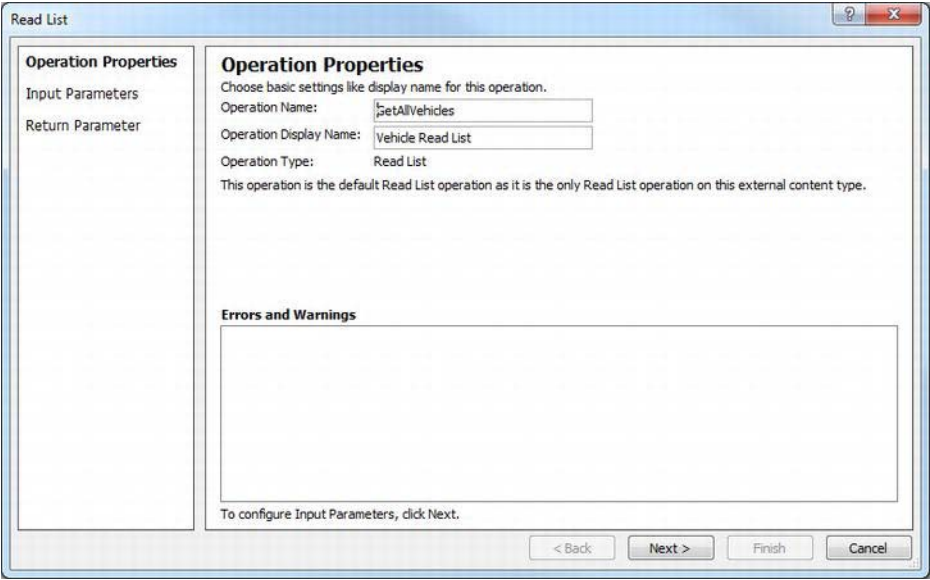 Read List
Operation Properties
Input Parameters
Return Parameter
Operation Properties
Choose basic settings like display name for this operation.
Operation Name: GetAllVehicles
Operation Display Name: Vehicle Read List
Operation Type: Read List
This operation is the default Read List operation as it is the only Read List operation on this external content type.
Errors and Warnings
To configure Input Parameters, click Next.
< Back Next > Finish Cancel